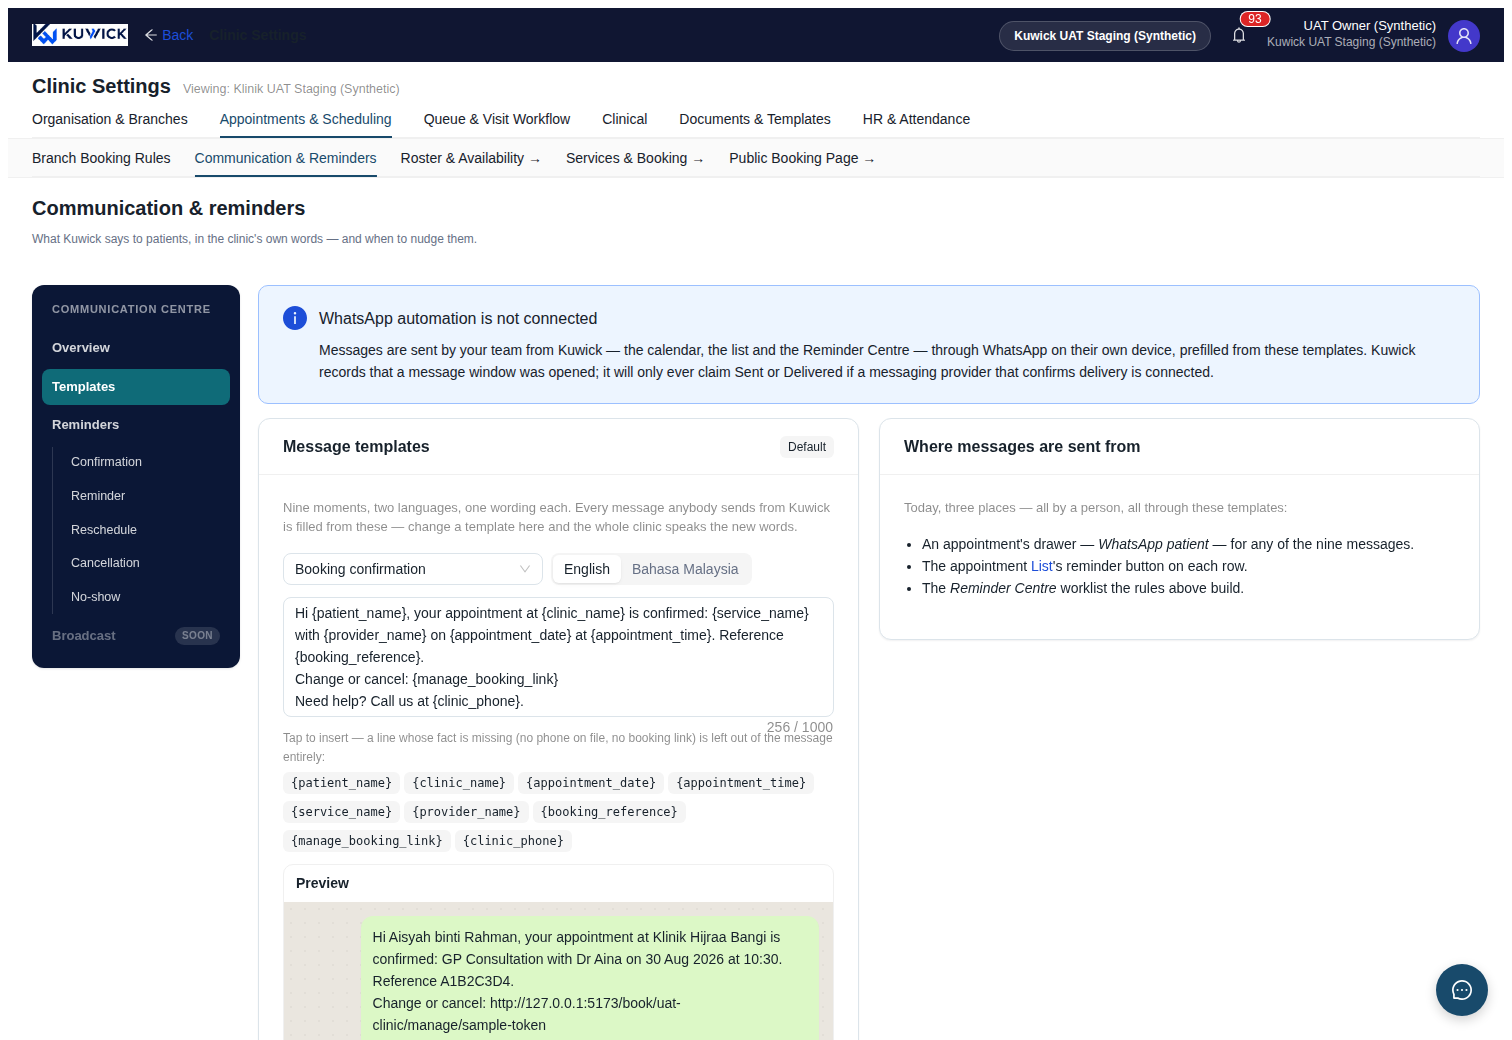 KUWICK
Back
Clinic Settings
Kuwick UAT Staging (Synthetic)
93
UAT Owner (Synthetic)
Kuwick UAT Staging (Synthetic)
Clinic Settings
Viewing: Klinik UAT Staging (Synthetic)
Organisation & Branches
Appointments & Scheduling
Queue & Visit Workflow
Clinical
Documents & Templates
HR & Attendance
Branch Booking Rules
Communication & Reminders
Roster & Availability →
Services & Booking →
Public Booking Page →
Communication & reminders
What Kuwick says to patients, in the clinic's own words — and when to nudge them.
COMMUNICATION CENTRE
Overview
Templates
Reminders
Confirmation
Reminder
Reschedule
Cancellation
No-show
Broadcast
SOON
WhatsApp automation is not connected
Messages are sent by your team from Kuwick — the calendar, the list and the Reminder Centre — through WhatsApp on their own device, prefilled from these templates. Kuwick
records that a message window was opened; it will only ever claim Sent or Delivered if a messaging provider that confirms delivery is connected.
Message templates
Default
Nine moments, two languages, one wording each. Every message anybody sends from Kuwick
is filled from these — change a template here and the whole clinic speaks the new words.
Booking confirmation
English
Bahasa Malaysia
Hi {patient_name}, your appointment at {clinic_name} is confirmed: {service_name}
with {provider_name} on {appointment_date} at {appointment_time}. Reference
{booking_reference}.
Change or cancel: {manage_booking_link}
Need help? Call us at {clinic_phone}.
256 / 1000
Tap to insert — a line whose fact is missing (no phone on file, no booking link) is left out of the message
entirely:
{patient_name} {clinic_name} {appointment_date} {appointment_time}
{service_name} {provider_name} {booking_reference}
{manage_booking_link} {clinic_phone}
Preview
Hi Aisyah binti Rahman, your appointment at Klinik Hijraa Bangi is
confirmed: GP Consultation with Dr Aina on 30 Aug 2026 at 10:30.
Reference A1B2C3D4.
Change or cancel: http://127.0.0.1:5173/book/uat-
clinic/manage/sample-token
Where messages are sent from
Today, three places — all by a person, all through these templates:
• An appointment's drawer — WhatsApp patient — for any of the nine messages.
• The appointment List's reminder button on each row.
• The Reminder Centre worklist the rules above build.